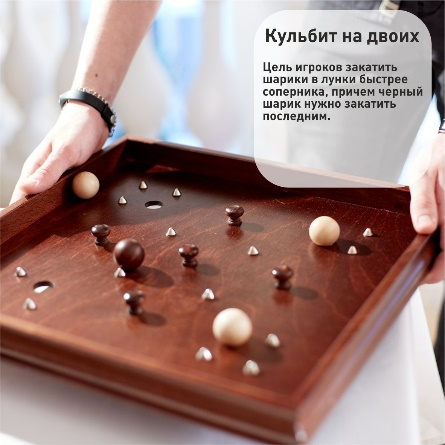 Кульбит на двоих
Цель игроков закатить
шарики в лунки быстрее
соперника, причем черный
шарик нужно закатить
последним.